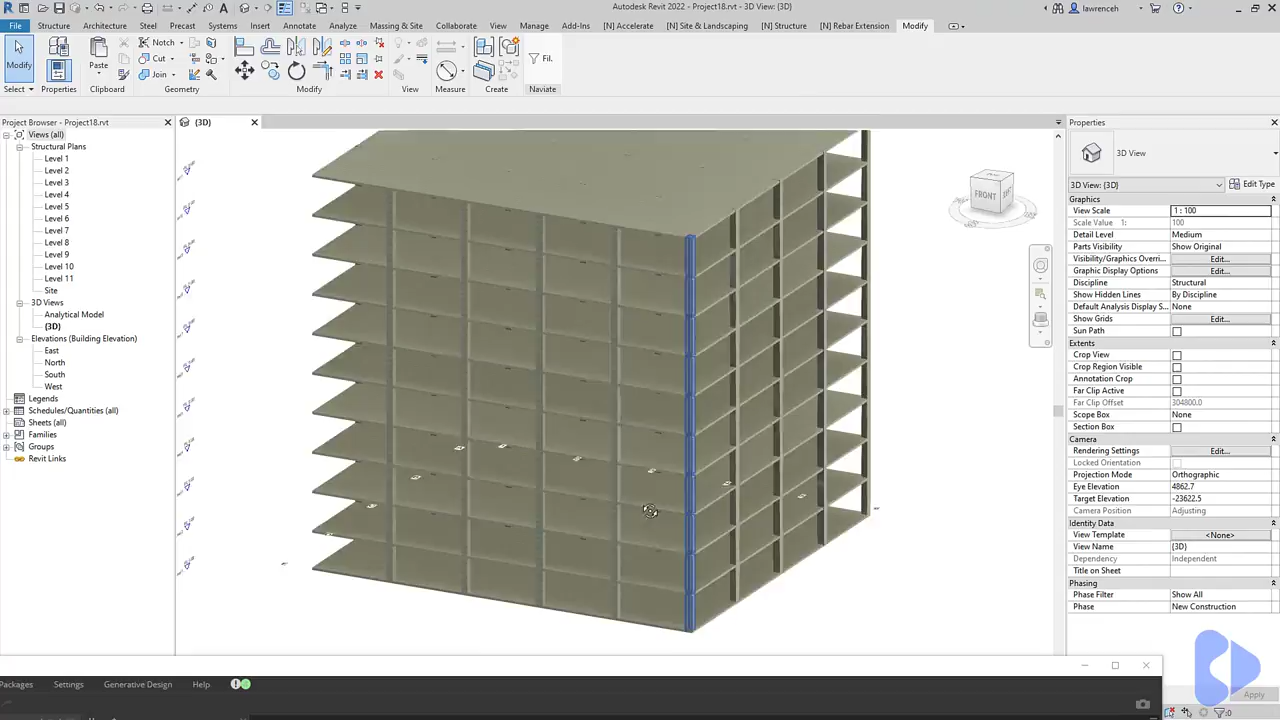 Autodesk Revit 2022 - Project18.rvt - 3D View: {3D}
lawrenceh
File Architecture Structure Steel Precast Systems Insert Annotate Analyze Massing & Site Collaborate View Manage Add-Ins [N] Accelerate [N] Site & Landscaping [N] Structure [N] Rebar Extension Modify
Modify
Properties
Paste
Notch
Cut
Join
Fil.
Select Properties Clipboard Geometry Modify View Measure Create Naviate
Project Browser - Project18.rvt
Views (all)
Structural Plans
Level 1
Level 2
Level 3
Level 4
Level 5
Level 6
Level 7
Level 8
Level 9
Level 10
Level 11
Site
3D Views
Analytical Model
{3D}
Elevations (Building Elevation)
East
North
South
West
Legends
Schedules/Quantities (all)
Sheets (all)
Families
Groups
Revit Links
{3D}
FRONT
Properties
3D View
3D View: {3D} Edit Type
Graphics
View Scale 1 : 100
Scale Value 1: 100
Detail Level Medium
Parts Visibility Show Original
Visibility/Graphics Overri... Edit...
Graphic Display Options Edit...
Discipline Structural
Show Hidden Lines By Discipline
Default Analysis Display S... None
Show Grids Edit...
Sun Path
Extents
Crop View
Crop Region Visible
Annotation Crop
Far Clip Active
Far Clip Offset 304800.0
Scope Box None
Section Box
Camera
Rendering Settings Edit...
Locked Orientation
Projection Mode Orthographic
Eye Elevation 4862.7
Target Elevation -23622.5
Camera Position Adjusting
Identity Data
View Template <None>
View Name {3D}
Dependency Independent
Title on Sheet
Phasing
Phase Filter Show All
Phase New Construction
Apply
Packages Settings Generative Design Help
:0